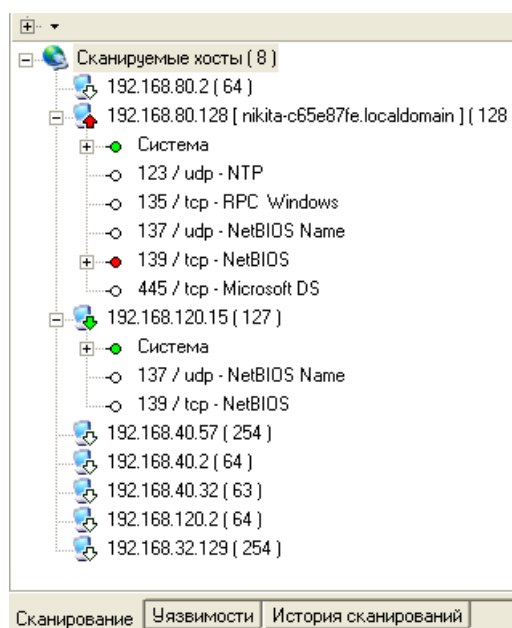 Сканируемые хосты ( 8 )
192.168.80.2 ( 64 )
192.168.80.128 [ nikita-c65e87fe.localdomain ] ( 128
Система
123 / udp - NTP
135 / tcp - RPC Windows
137 / udp - NetBIOS Name
139 / tcp - NetBIOS
445 / tcp - Microsoft DS
192.168.120.15 ( 127 )
Система
137 / udp - NetBIOS Name
139 / tcp - NetBIOS
192.168.40.57 ( 254 )
192.168.40.2 ( 64 )
192.168.40.32 ( 63 )
192.168.120.2 ( 64 )
192.168.32.129 ( 254 )
Сканирование Уязвимости История сканирований